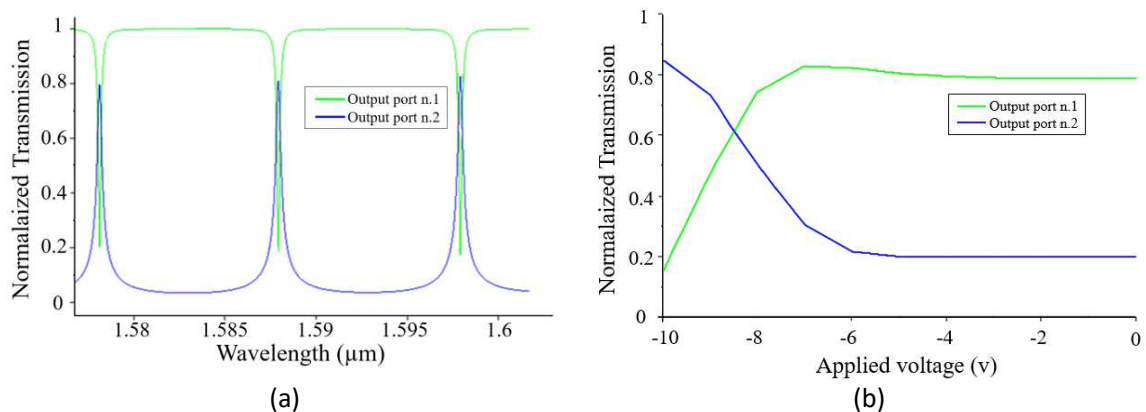 Normalaized Transmission
1
0.8
0.6
0.4
0.2
0
Output port n.1
Output port n.2
1.58
1.585
1.59
1.595
1.6
Wavelength (µm)
(a)
Normalaized Transmission
1
0.8
0.6
0.4
0.2
0
Output port n.1
Output port n.2
-10
-8
-6
-4
-2
0
Applied voltage (v)
(b)